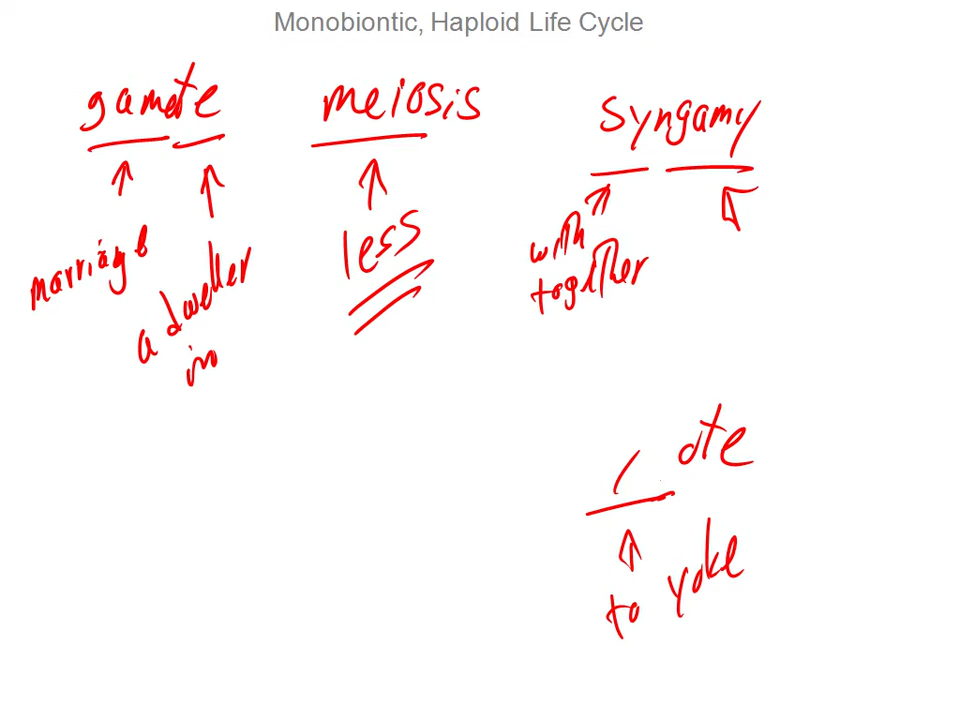 Monobiontic, Haploid Life Cycle
gamete
meiosis
syngamy
marriage
a dweller
in
less
with
together
ote
to yoke